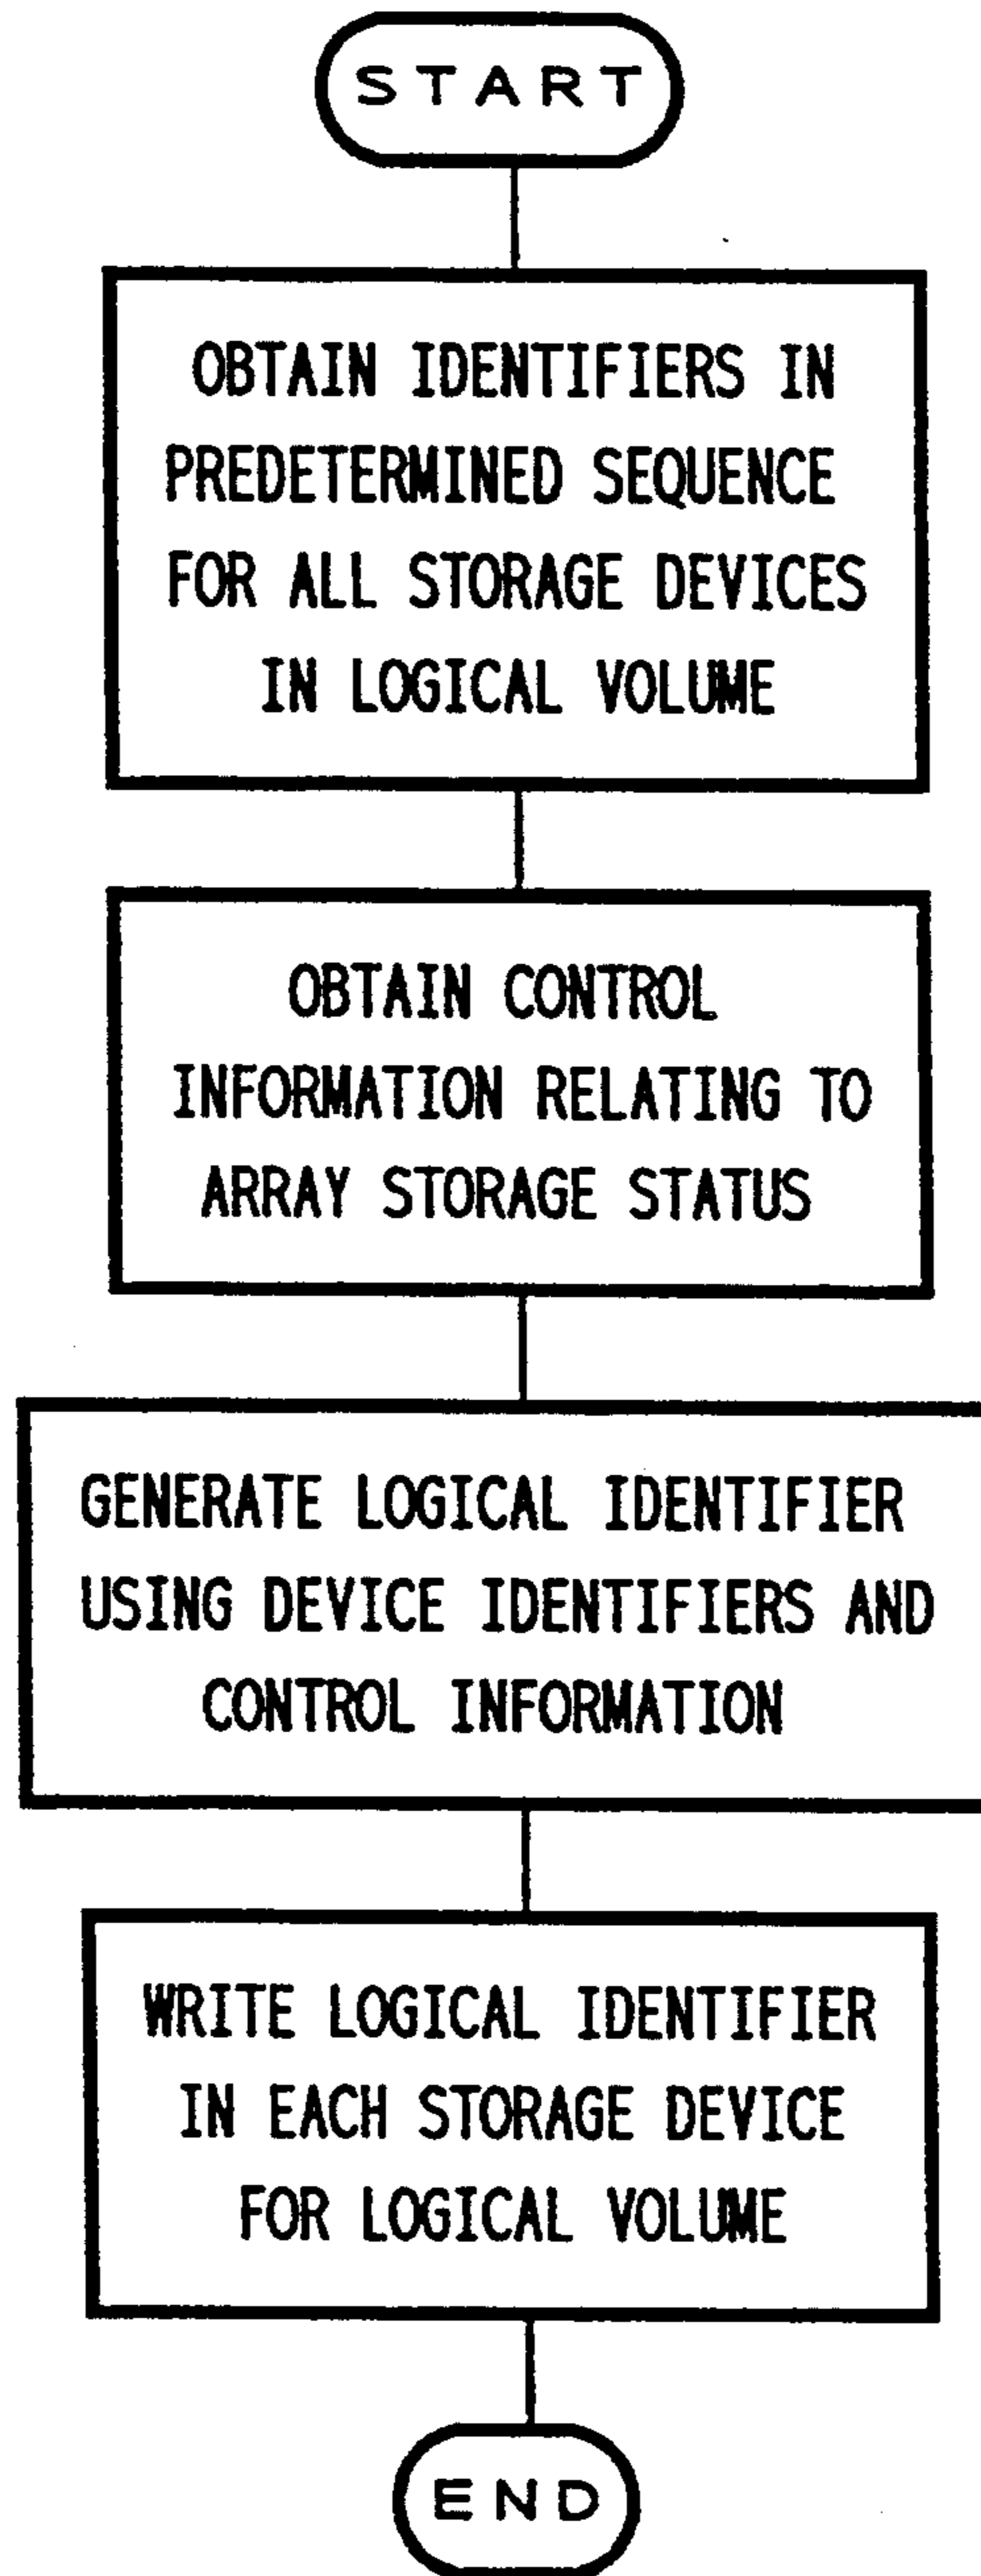 START
OBTAIN IDENTIFIERS IN
PREDETERMINED SEQUENCE
FOR ALL STORAGE DEVICES
IN LOGICAL VOLUME
OBTAIN CONTROL
INFORMATION RELATING TO
ARRAY STORAGE STATUS
GENERATE LOGICAL IDENTIFIER
USING DEVICE IDENTIFIERS AND
CONTROL INFORMATION
WRITE LOGICAL IDENTIFIER
IN EACH STORAGE DEVICE
FOR LOGICAL VOLUME
END